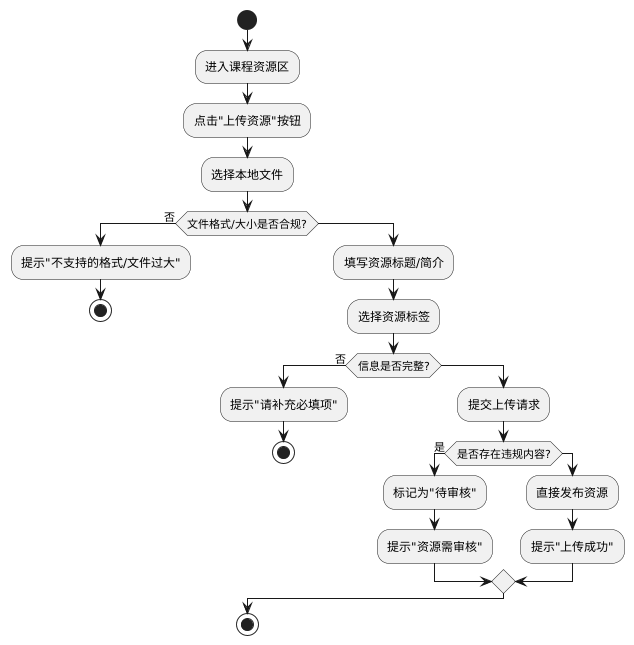 进入课程资源区
点击"上传资源"按钮
选择本地文件
否
文件格式/大小是否合规?
提示"不支持的格式/文件过大"
填写资源标题/简介
选择资源标签
否
信息是否完整?
提示"请补充必填项"
提交上传请求
是
是否存在违规内容?
标记为"待审核"
直接发布资源
提示"资源需审核"
提示"上传成功"